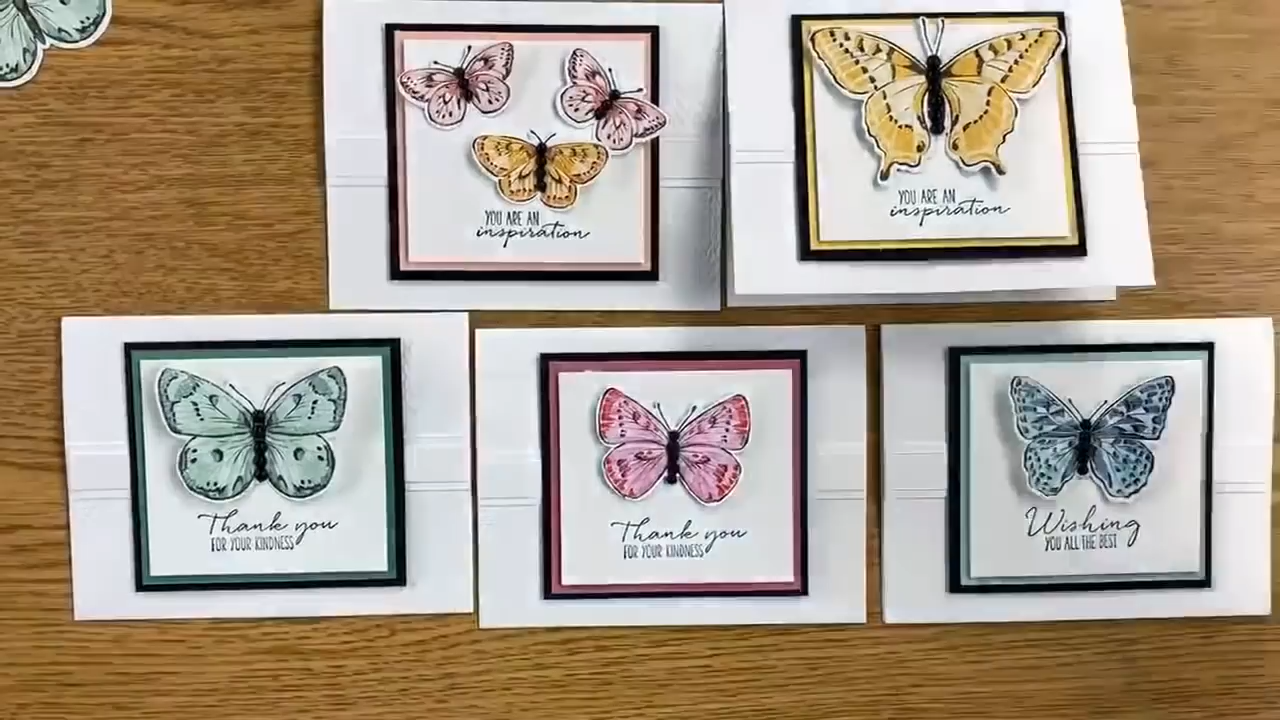 YOU ARE AN
inspiration
YOU ARE AN
inspiration
Thank you
FOR YOUR KINDNESS
Thank you
FOR YOUR KINDNESS
Wishing
YOU ALL THE BEST